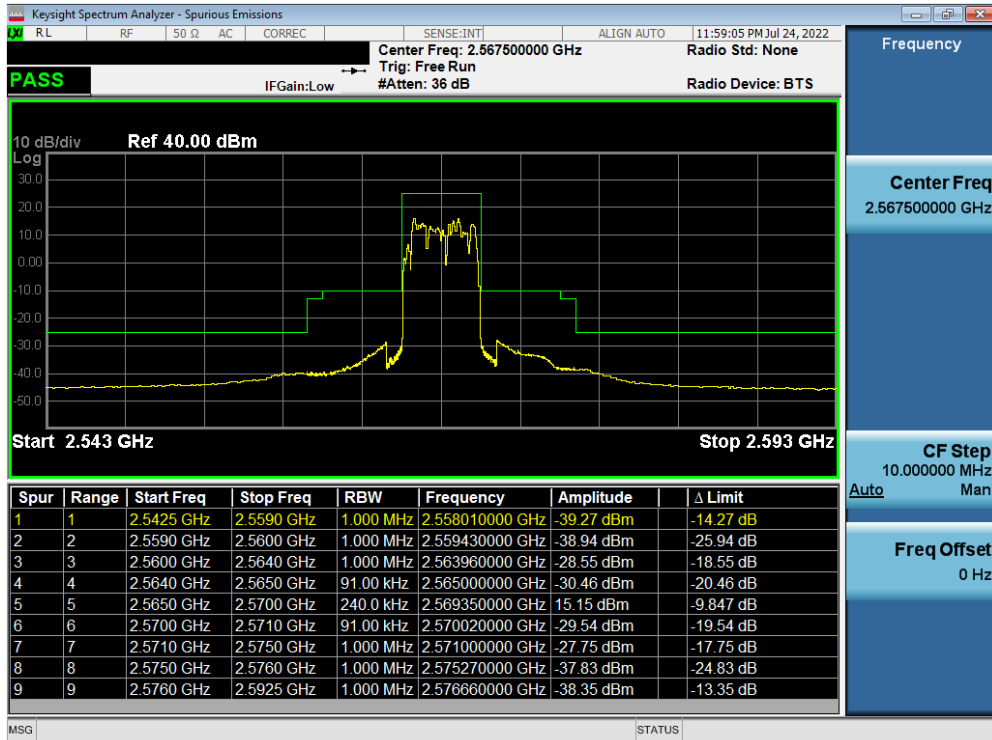 Keysight Spectrum Analyzer - Spurious Emissions
LXI RL RF 50 Ω AC CORREC SENSE:INT ALIGN AUTO 11:59:05 PM Jul 24, 2022
Center Freq: 2.567500000 GHz Radio Std: None
Trig: Free Run
PASS IFGain:Low #Atten: 36 dB Radio Device: BTS
Frequency
10 dB/div Ref 40.00 dBm
Log
30.0
20.0
10.0
0.00
-10.0
-20.0
-30.0
-40.0
-50.0
Start 2.543 GHz Stop 2.593 GHz
Center Freq
2.567500000 GHz
CF Step
10.000000 MHz
Auto Man
Freq Offset
0 Hz
Spur Range Start Freq Stop Freq RBW Frequency Amplitude Δ Limit
1 1 2.5425 GHz 2.5590 GHz 1.000 MHz 2.558010000 GHz -39.27 dBm -14.27 dB
2 2 2.5590 GHz 2.5600 GHz 1.000 MHz 2.559430000 GHz -38.94 dBm -25.94 dB
3 3 2.5600 GHz 2.5640 GHz 1.000 MHz 2.563960000 GHz -28.55 dBm -18.55 dB
4 4 2.5640 GHz 2.5650 GHz 91.00 kHz 2.565000000 GHz -30.46 dBm -20.46 dB
5 5 2.5650 GHz 2.5700 GHz 240.0 kHz 2.569350000 GHz 15.15 dBm -9.847 dB
6 6 2.5700 GHz 2.5710 GHz 91.00 kHz 2.570020000 GHz -29.54 dBm -19.54 dB
7 7 2.5710 GHz 2.5750 GHz 1.000 MHz 2.571000000 GHz -27.75 dBm -17.75 dB
8 8 2.5750 GHz 2.5760 GHz 1.000 MHz 2.575270000 GHz -37.83 dBm -24.83 dB
9 9 2.5760 GHz 2.5925 GHz 1.000 MHz 2.576660000 GHz -38.35 dBm -13.35 dB
MSG STATUS